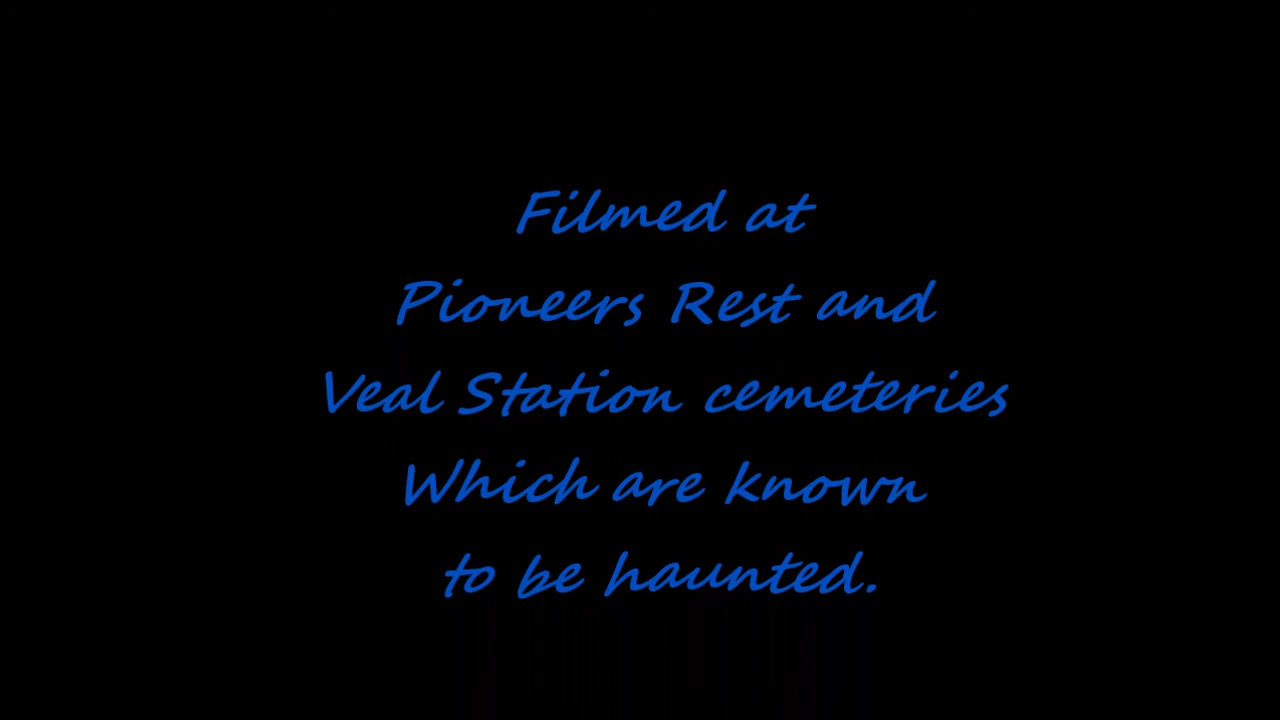 Filmed at
Pioneers Rest and
Veal Station cemeteries
Which are known
to be haunted.